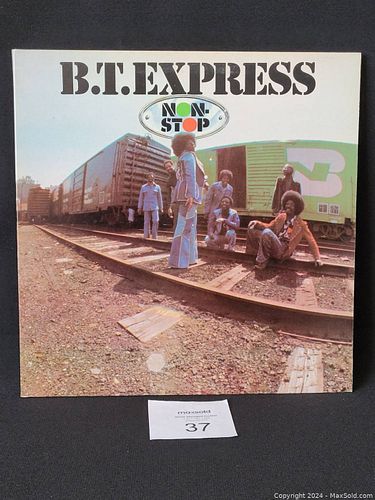 B.T. EXPRESS
NON-
STOP
maxsold
37
Copyright 2024 - MaxSold.com